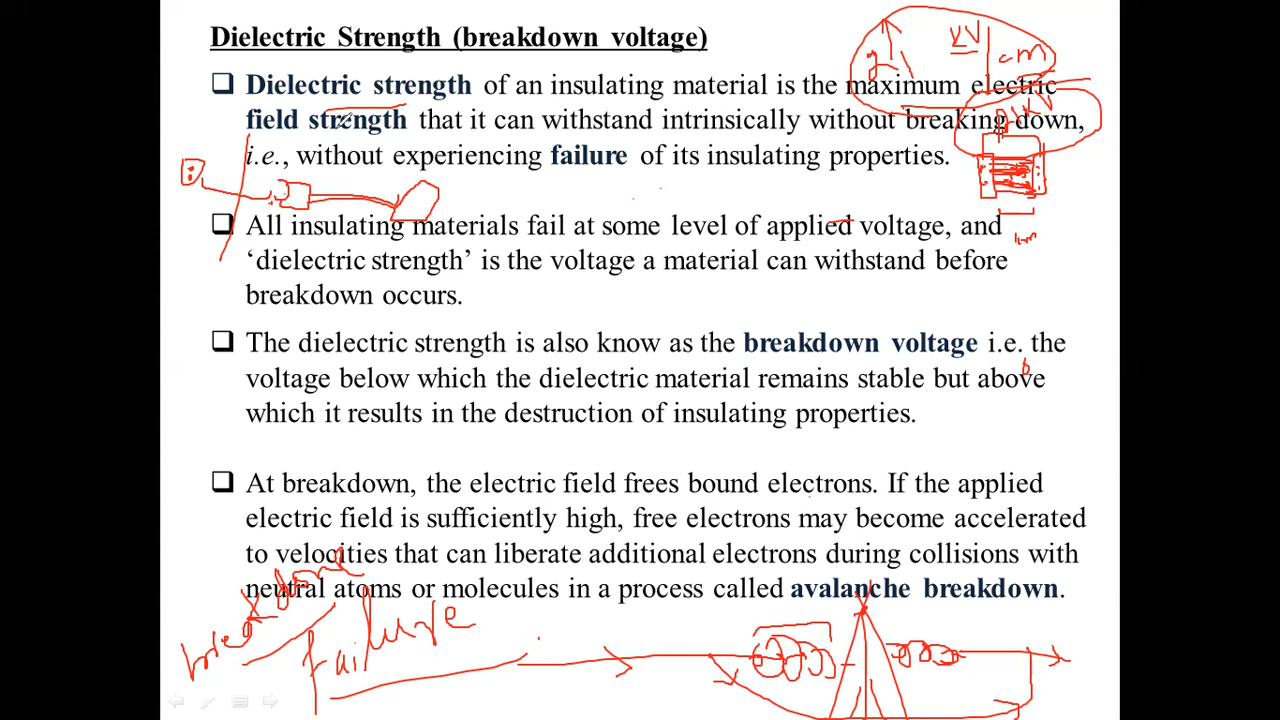 Dielectric Strength (breakdown voltage)
❑ Dielectric strength of an insulating material is the maximum electric
field strength that it can withstand intrinsically without breaking down,
i.e., without experiencing failure of its insulating properties.
❑ All insulating materials fail at some level of applied voltage, and
‘dielectric strength’ is the voltage a material can withstand before
breakdown occurs.
❑ The dielectric strength is also know as the breakdown voltage i.e. the
voltage below which the dielectric material remains stable but above
which it results in the destruction of insulating properties.
❑ At breakdown, the electric field frees bound electrons. If the applied
electric field is sufficiently high, free electrons may become accelerated
to velocities that can liberate additional electrons during collisions with
neutral atoms or molecules in a process called avalanche breakdown.
failure